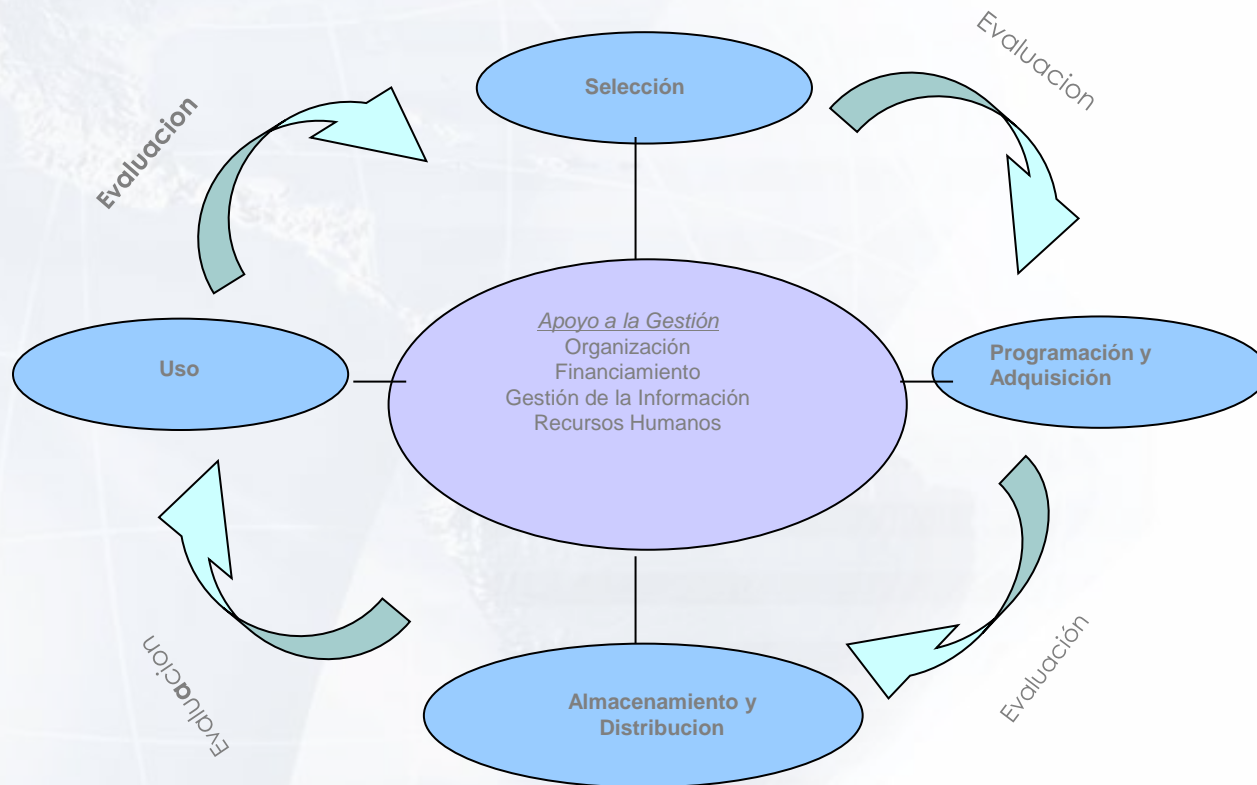 Evaluacion
Selección
Evaluacion
Apoyo a la Gestión
Organización
Financiamiento
Gestión de la Información
Recursos Humanos
Uso
Programación y
Adquisición
Almacenamiento y
Distribucion
Evaluacion
Evaluación